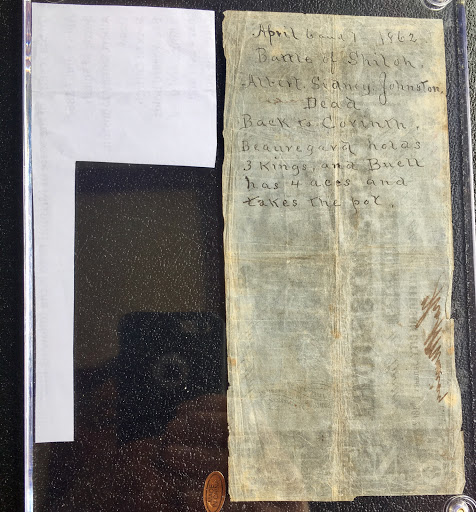 April 6 and 7 - 1862
Battle of Shiloh.
Albert. Sidney. Johnston.
Dead
Back to Corinth.
Beauregard holds
3 Kings, and Buell
has 4 aces and
takes the pot.